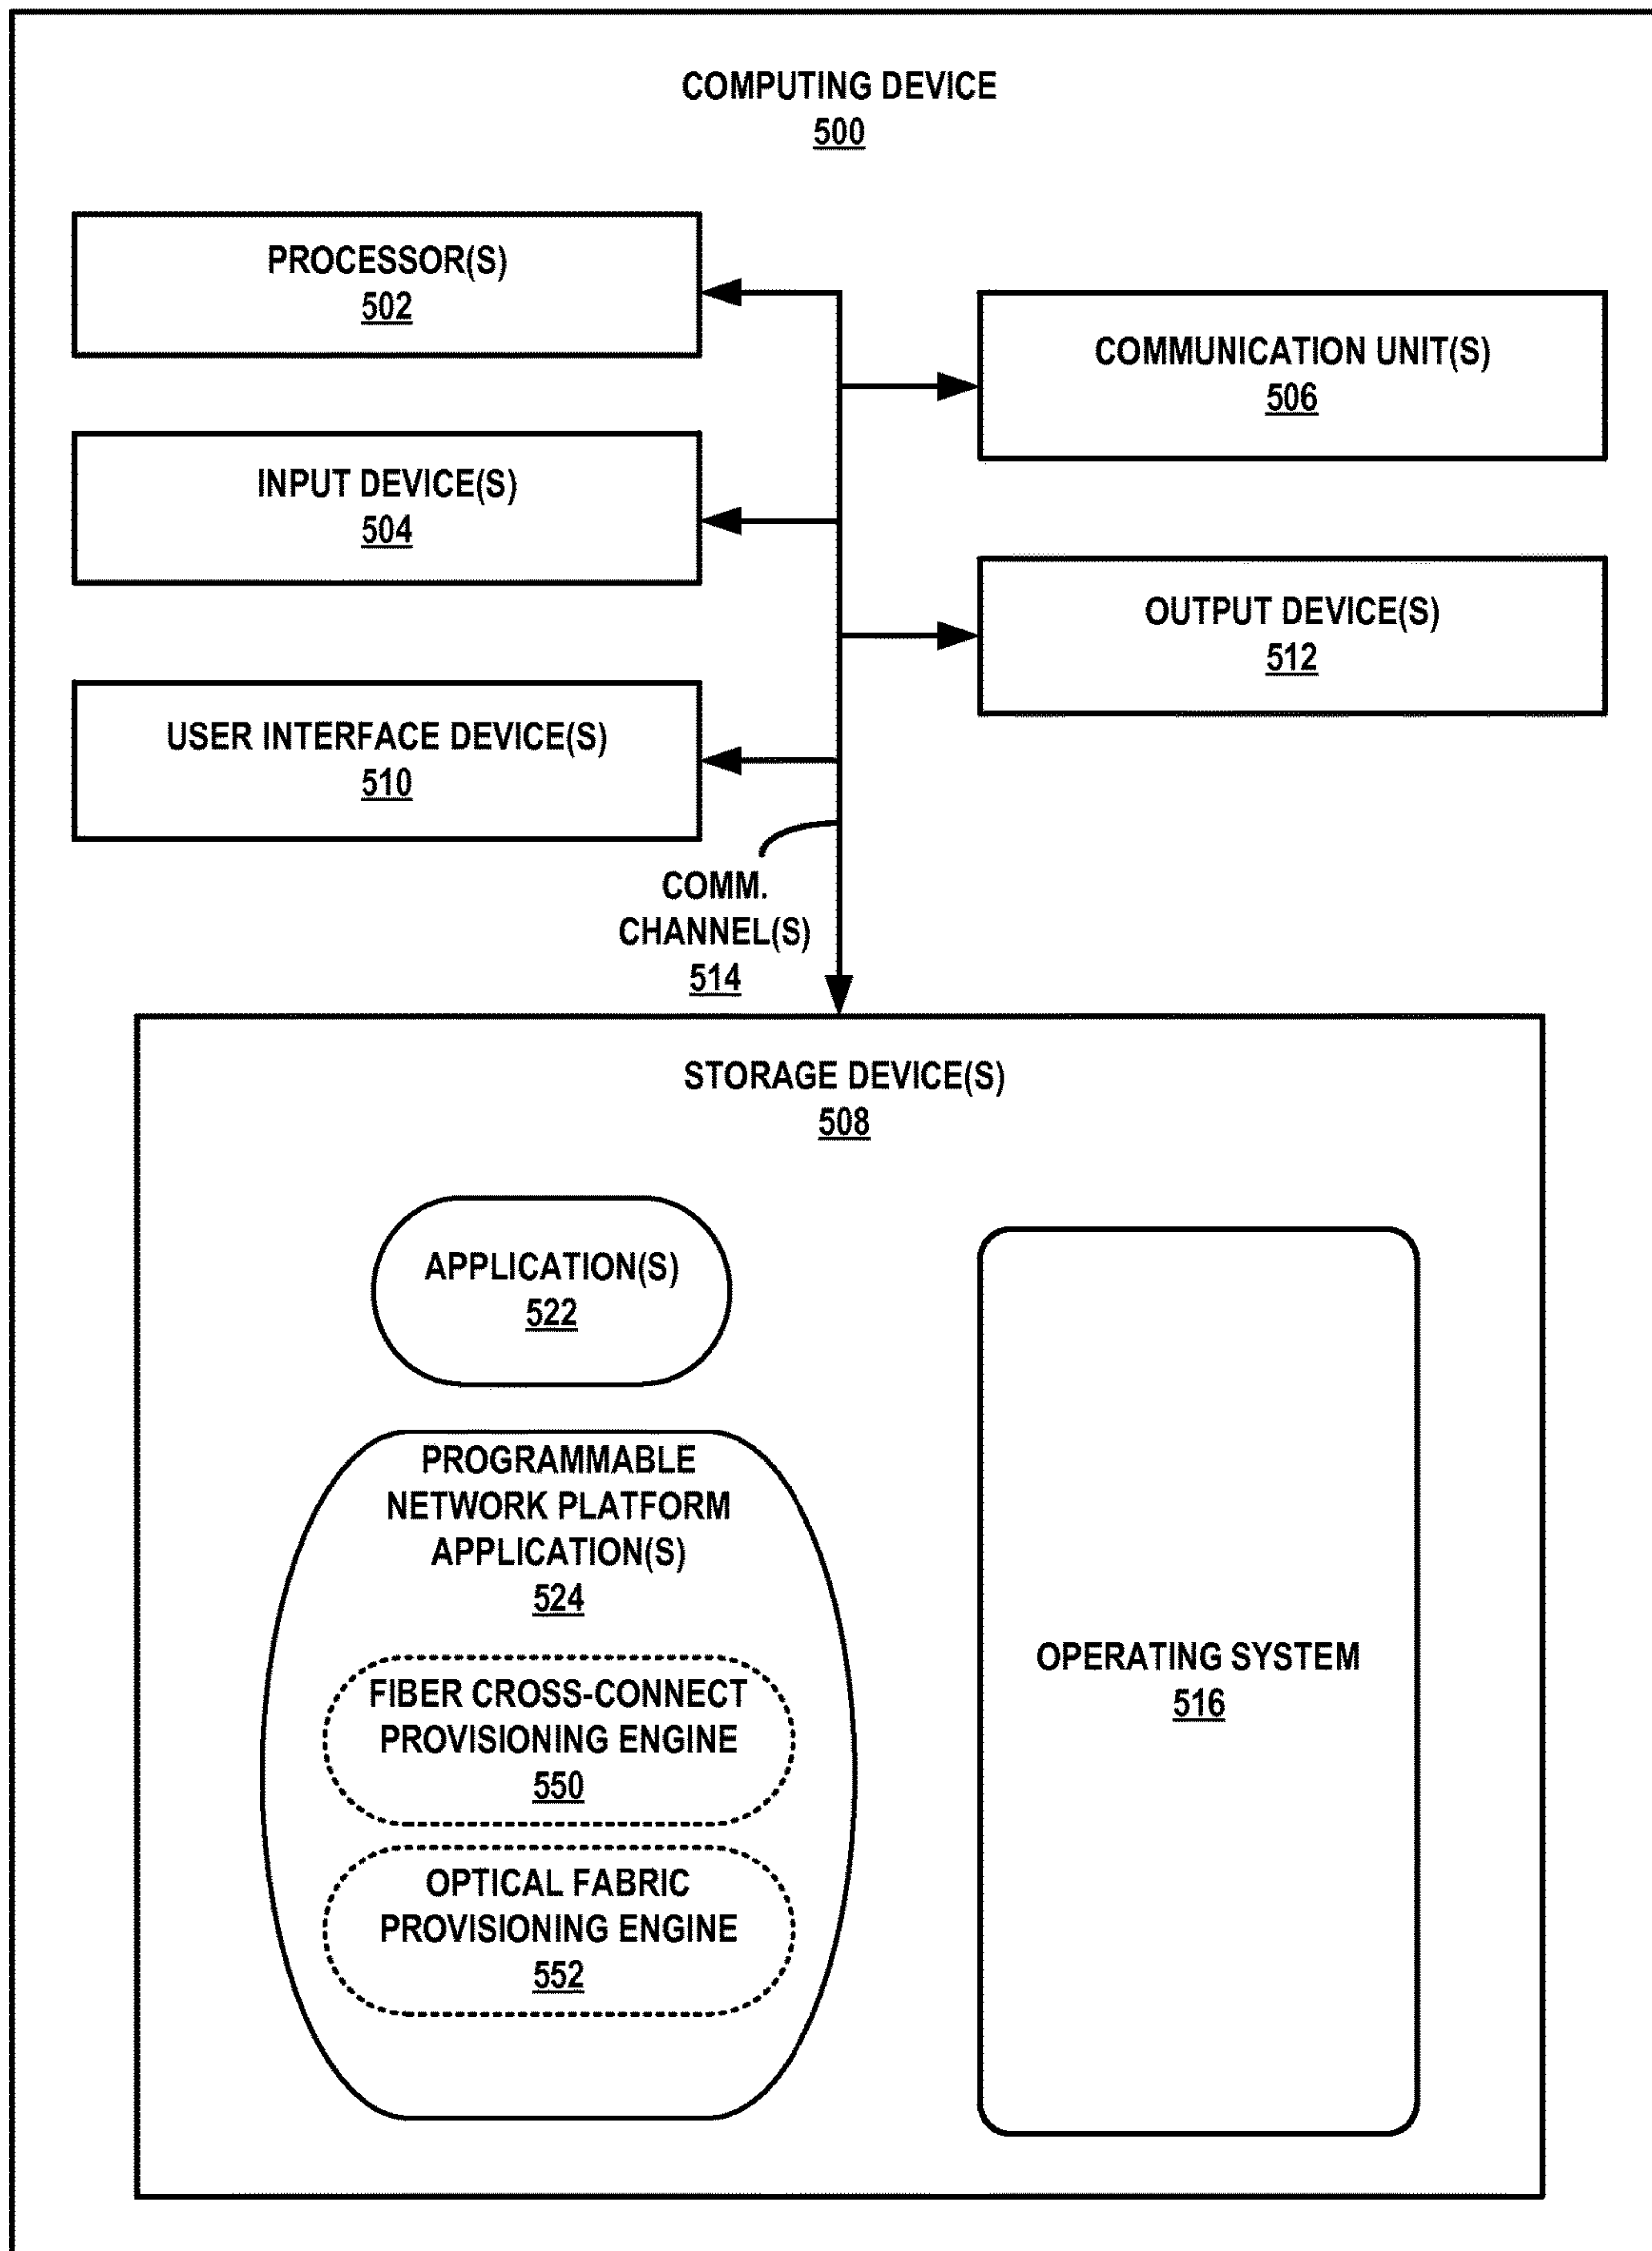 COMPUTING DEVICE
500
PROCESSOR(S)
502
COMMUNICATION UNIT(S)
506
INPUT DEVICE(S)
504
OUTPUT DEVICE(S)
512
USER INTERFACE DEVICE(S)
510
COMM.
CHANNEL(S)
514
STORAGE DEVICE(S)
508
APPLICATION(S)
522
PROGRAMMABLE
NETWORK PLATFORM
APPLICATION(S)
524
FIBER CROSS-CONNECT
PROVISIONING ENGINE
550
OPTICAL FABRIC
PROVISIONING ENGINE
552
OPERATING SYSTEM
516